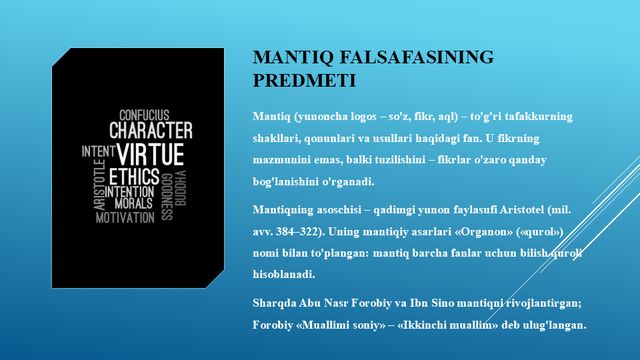 MANTIQ FALSAFASINING
PREDMETI
Mantiq (yunoncha logos – so'z, fikr, aql) – to'g'ri tafakkurning
shakllari, qonunlari va usullari haqidagi fan. U fikrning
mazmunini emas, balki tuzilishini – fikrlar o'zaro qanday
bog'lanishini o'rganadi.
Mantiqning asoschisi – qadimgi yunon faylasufi Aristotel (mil.
avv. 384–322). Uning mantiqiy asarlari «Organon» («qurol»)
nomi bilan to'plangan: mantiq barcha fanlar uchun bilish quroli
hisoblanadi.
Sharqda Abu Nasr Forobiy va Ibn Sino mantiqni rivojlantirgan;
Forobiy «Muallimi soniy» – «Ikkinchi muallim» deb ulug'langan.
CONFUCIUS
CHARACTER
INTENT VIRTUE
ETHICS
INTENTION
MORALS
MOTIVATION
ARISTOTLE
GOODNESS
BUDDHA